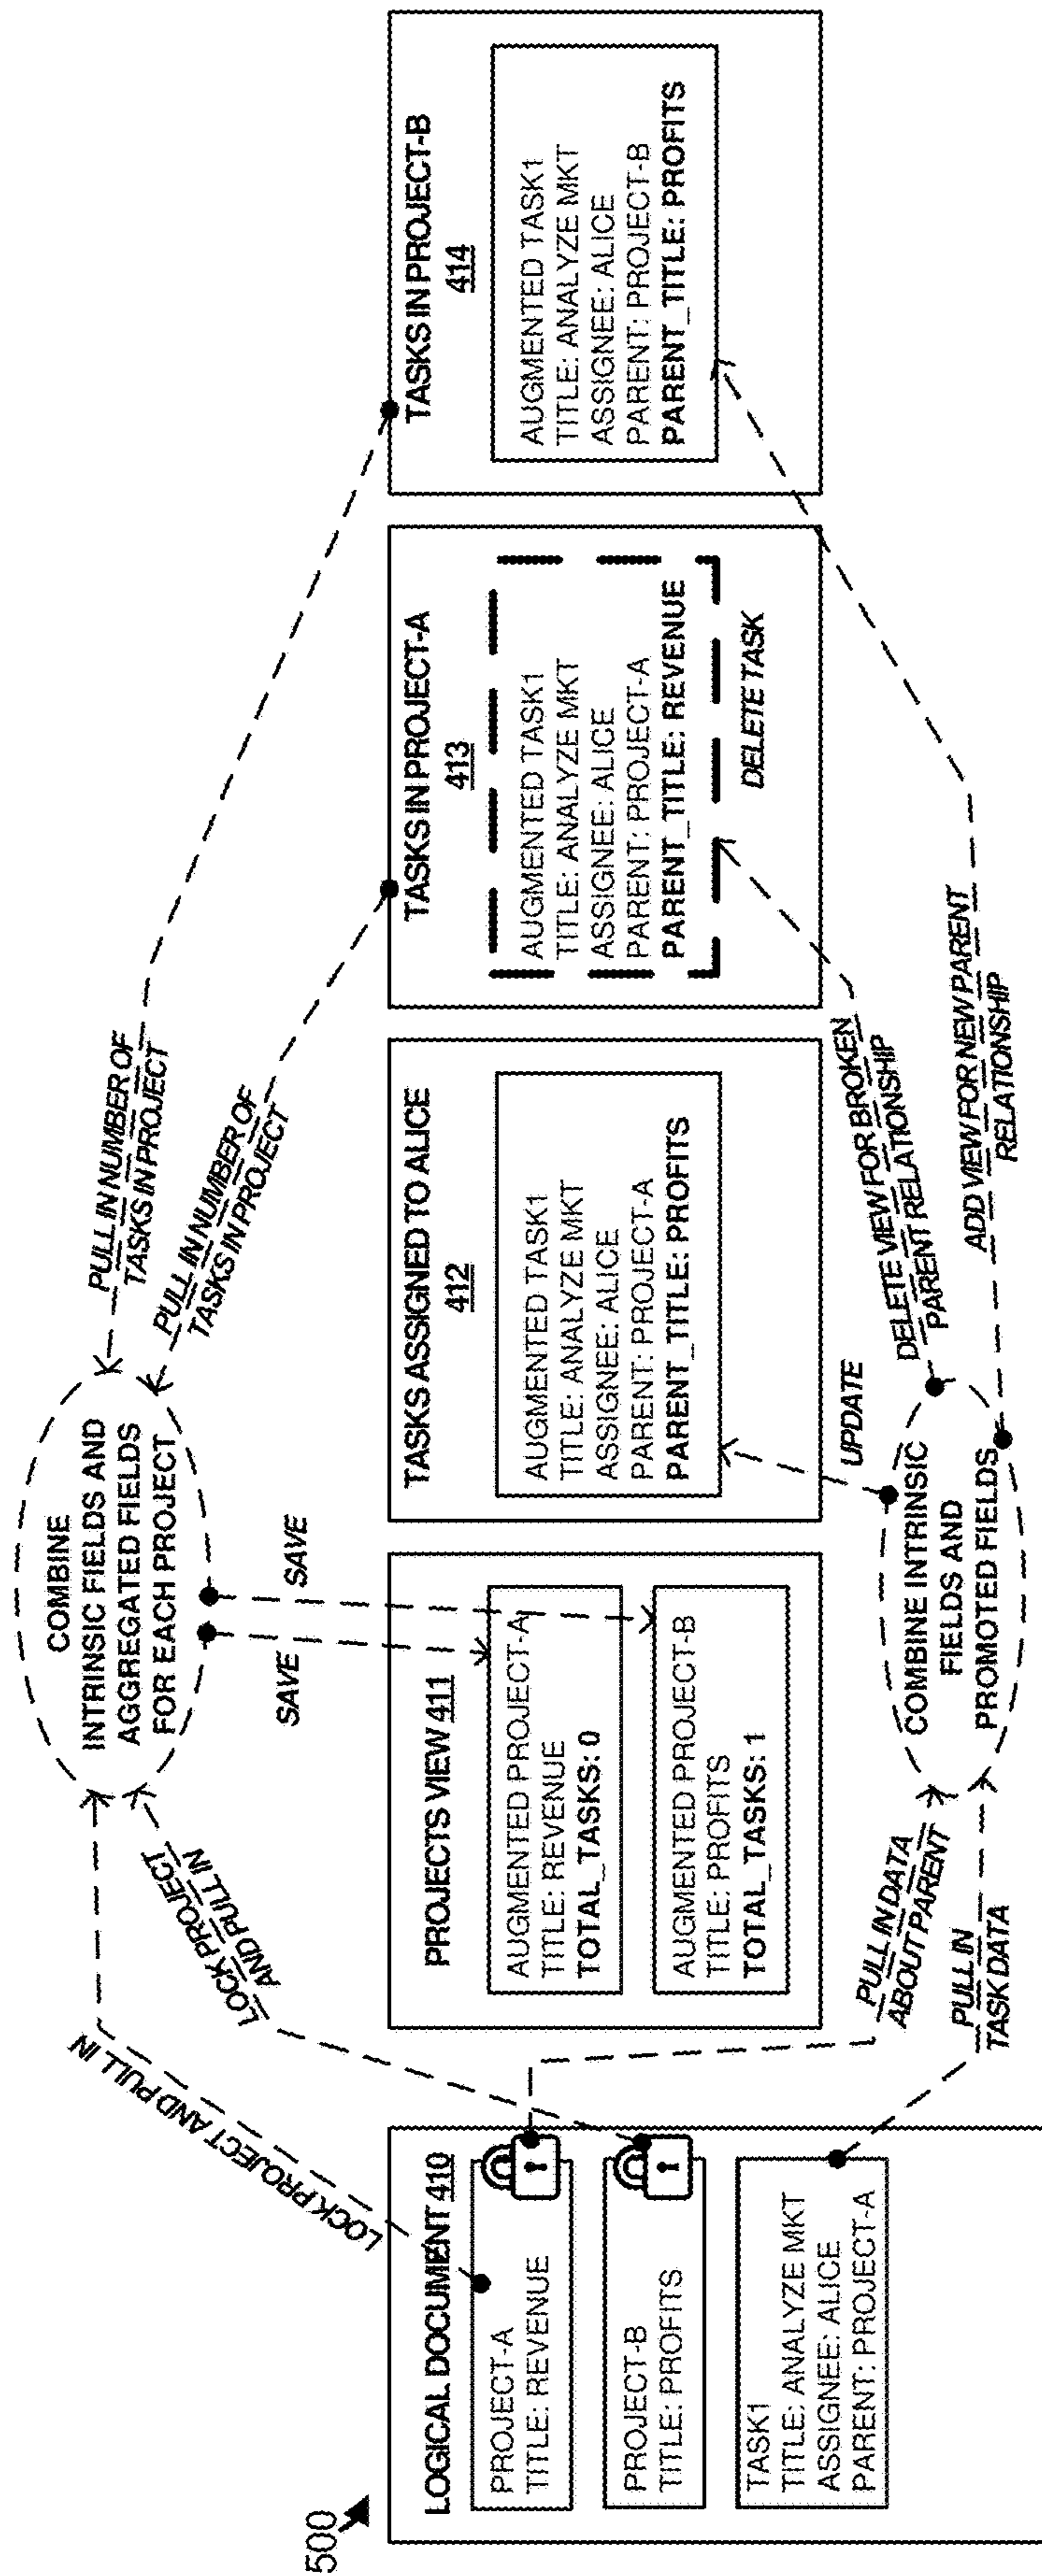 500
LOGICAL DOCUMENT 410
PROJECT-A
TITLE: REVENUE
PROJECT-B
TITLE: PROFITS
TASK1
TITLE: ANALYZE MKT
ASSIGNEE: ALICE
PARENT: PROJECT-A
LOCK PROJECT AND PULL IN
LOCK PROJECT
AND PULL IN
COMBINE
INTRINSIC FIELDS AND
AGGREGATED FIELDS
FOR EACH PROJECT
PULL IN NUMBER OF
TASKS IN PROJECT
PULL IN NUMBER OF
TASKS IN PROJECT
SAVE
SAVE
PROJECTS VIEW 411
AUGMENTED PROJECT-A
TITLE: REVENUE
TOTAL_TASKS: 0
AUGMENTED PROJECT-B
TITLE: PROFITS
TOTAL_TASKS: 1
TASKS ASSIGNED TO ALICE
412
AUGMENTED TASK1
TITLE: ANALYZE MKT
ASSIGNEE: ALICE
PARENT: PROJECT-A
PARENT_TITLE: PROFITS
TASKS IN PROJECT-A
413
AUGMENTED TASK1
TITLE: ANALYZE MKT
ASSIGNEE: ALICE
PARENT: PROJECT-A
PARENT_TITLE: REVENUE
DELETE TASK
TASKS IN PROJECT-B
414
AUGMENTED TASK1
TITLE: ANALYZE MKT
ASSIGNEE: ALICE
PARENT: PROJECT-B
PARENT_TITLE: PROFITS
PULL IN DATA
ABOUT PARENT
PULL IN
TASK DATA
COMBINE INTRINSIC
FIELDS AND
PROMOTED FIELDS
UPDATE
DELETE VIEW FOR BROKEN
PARENT RELATIONSHIP
ADD VIEW FOR NEW PARENT
RELATIONSHIP